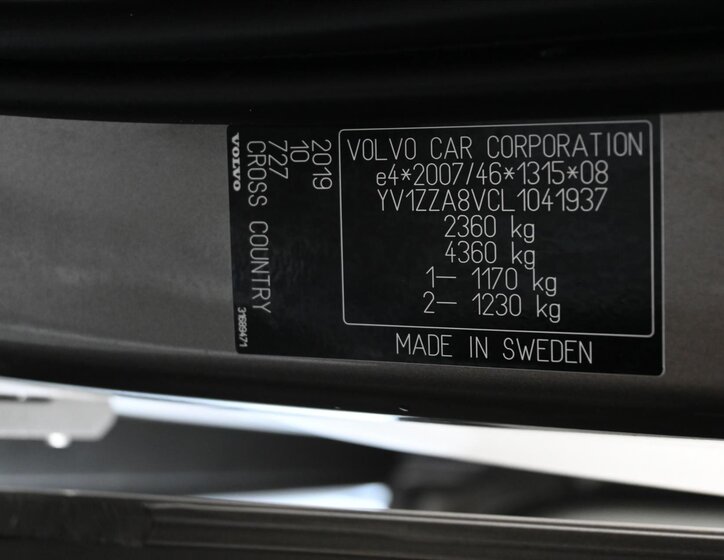 VOLVO CAR CORPORATION
e4*2007/46*1315*08
YV1ZZA8VCL1041937
2360 kg
4360 kg
1– 1170 kg
2– 1230 kg
MADE IN SWEDEN
2019
10
727
CROSS COUNTRY
VOLVO
31689471